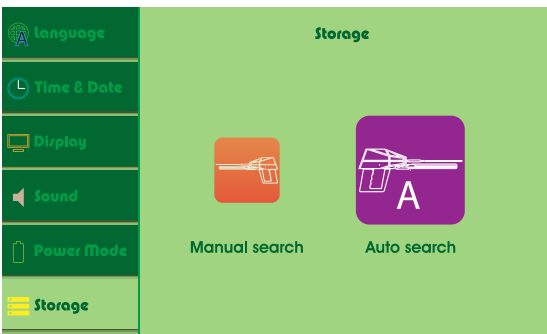 Language
Time & Date
Display
Sound
Power Mode
Storage
Storage
A
Manual search
Auto search